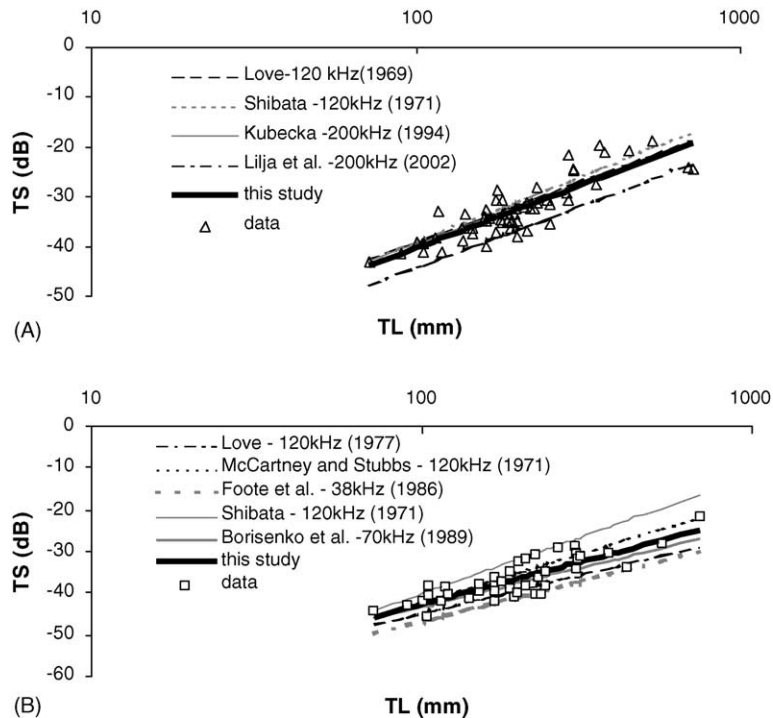 10 100 1000
0
-10
-20
-30
-40
-50
TS (dB)
Love-120 kHz(1969)
Shibata -120kHz (1971)
Kubecka -200kHz (1994)
Lilja et al. -200kHz (2002)
this study
data
(A)
TL (mm)
10 100 1000
0
-10
-20
-30
-40
-50
-60
TS (dB)
Love - 120kHz (1977)
McCartney and Stubbs - 120kHz (1971)
Foote et al. - 38kHz (1986)
Shibata - 120kHz (1971)
Borisenko et al. -70kHz (1989)
this study
data
(B)
TL (mm)